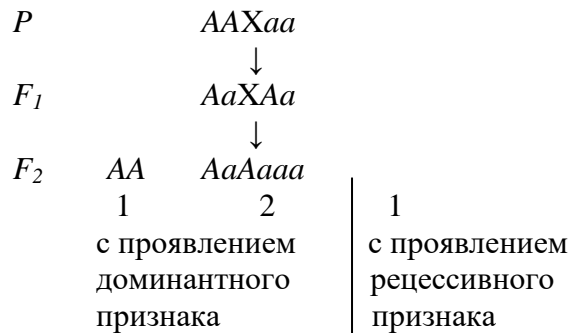 P AAXaa
↓
F1 AaXAa
↓
F2 AA AaAaaa
1 2 1
с проявлением с проявлением
доминантного рецессивного
признака признака